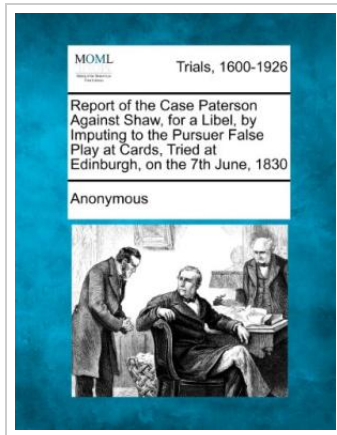 MOML
Trials, 1600-1926
Report of the Case Paterson
Against Shaw, for a Libel, by
Imputing to the Pursuer False
Play at Cards, Tried at
Edinburgh, on the 7th June, 1830
Anonymous